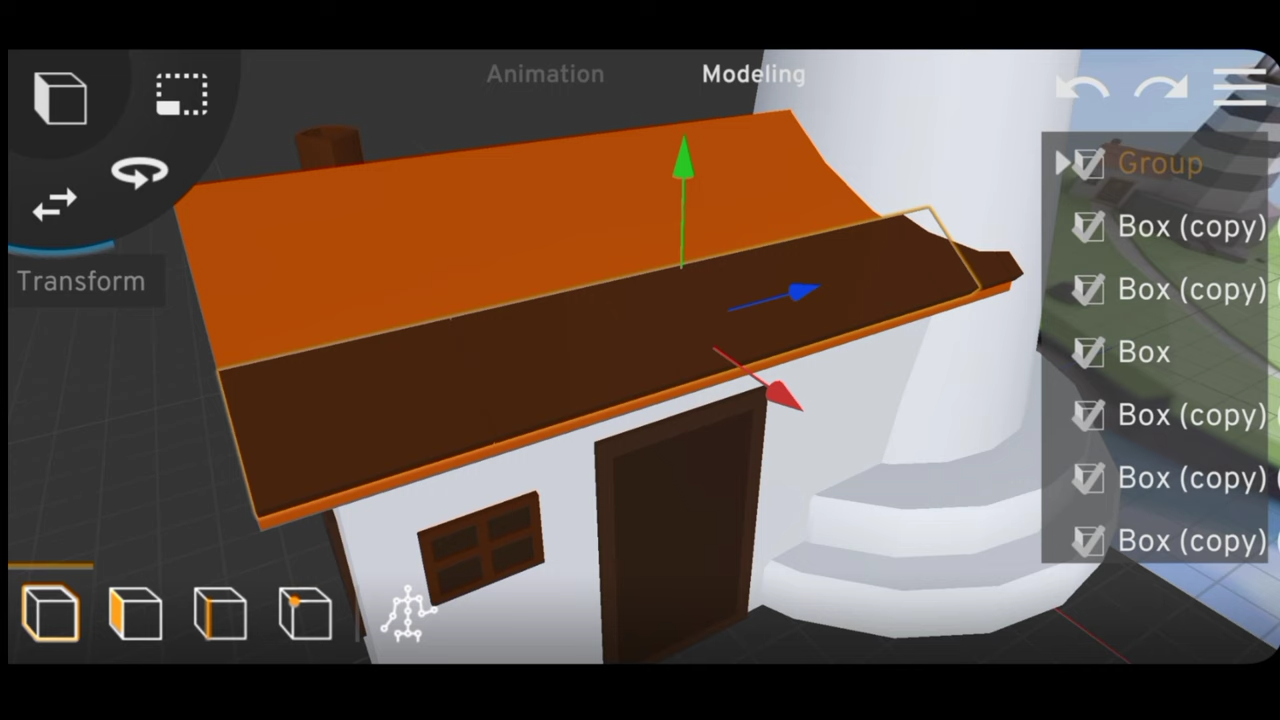 Animation
Modeling
Transform
Group
Box (copy)
Box (copy)
Box
Box (copy)
Box (copy)
Box (copy)